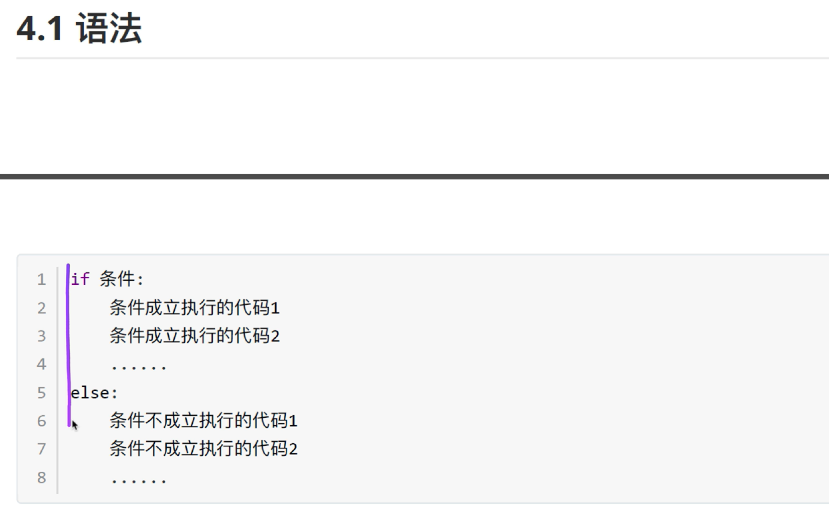 4.1 语法
1 if 条件:
2 条件成立执行的代码1
3 条件成立执行的代码2
4 ......
5 else:
6 条件不成立执行的代码1
7 条件不成立执行的代码2
8 ......